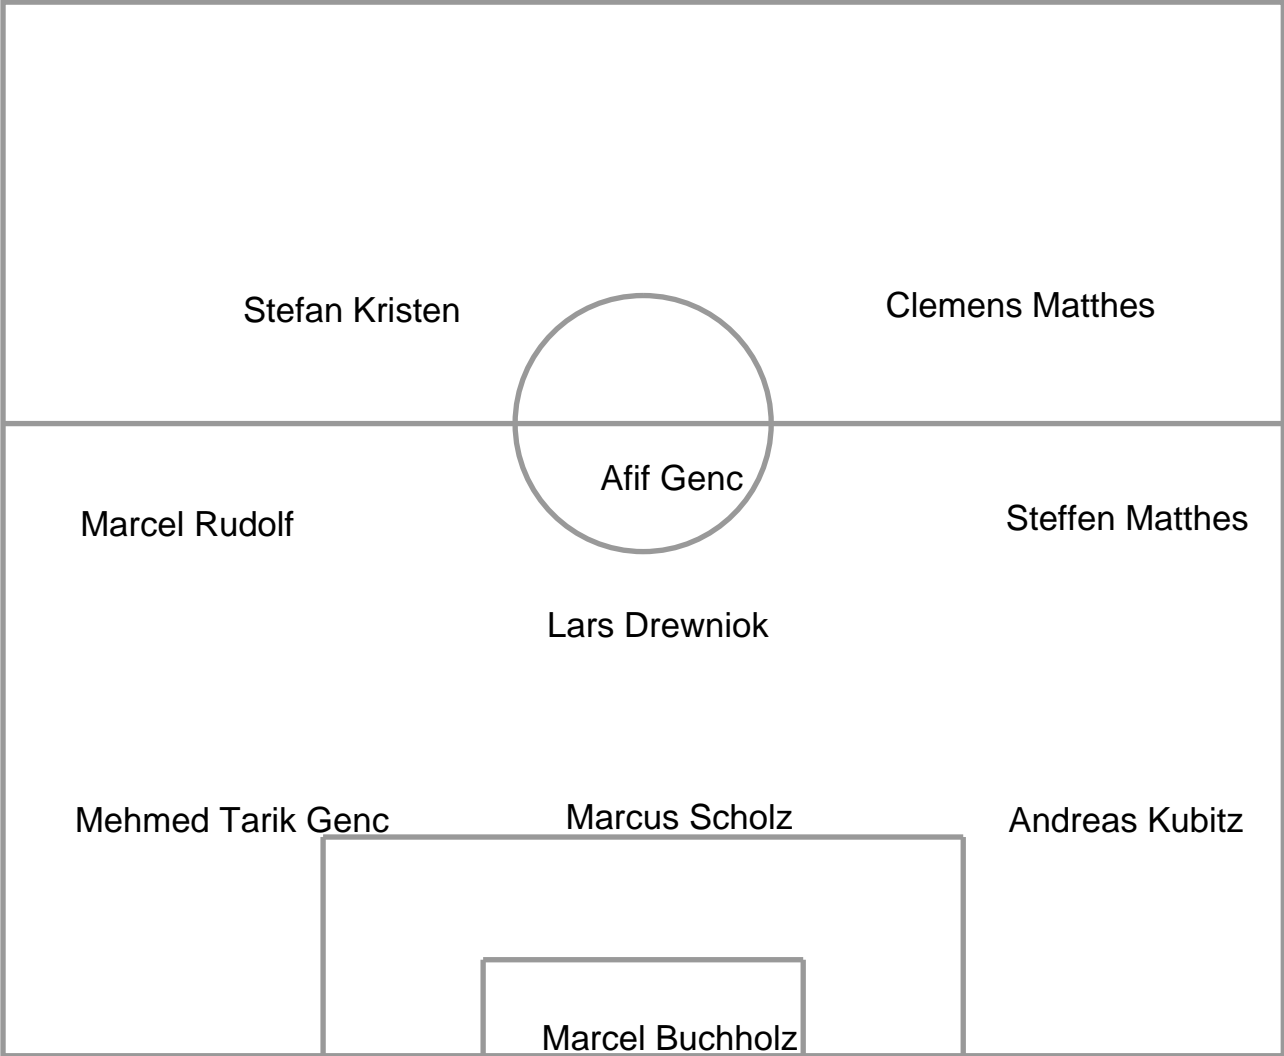 Stefan Kristen
Clemens Matthes
Afif Genc
Marcel Rudolf
Steffen Matthes
Lars Drewniok
Mehmed Tarik Genc
Marcus Scholz
Andreas Kubitz
Marcel Buchholz